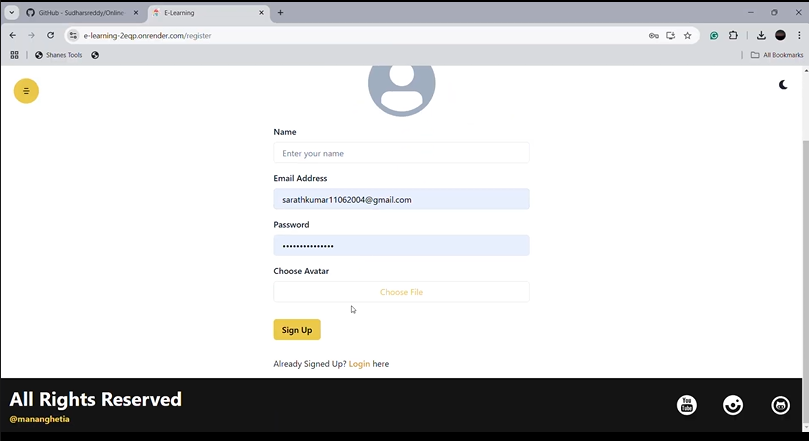 GitHub - Sudharsreddy/Online
E-Learning
e-learning-2eqp.onrender.com/register
Shanes Tools
All Bookmarks
Name
Enter your name
Email Address
sarathkumar11062004@gmail.com
Password
••••••••••••••
Choose Avatar
Choose File
Sign Up
Already Signed Up? Login here
All Rights Reserved
@mananghetia
You
Tube